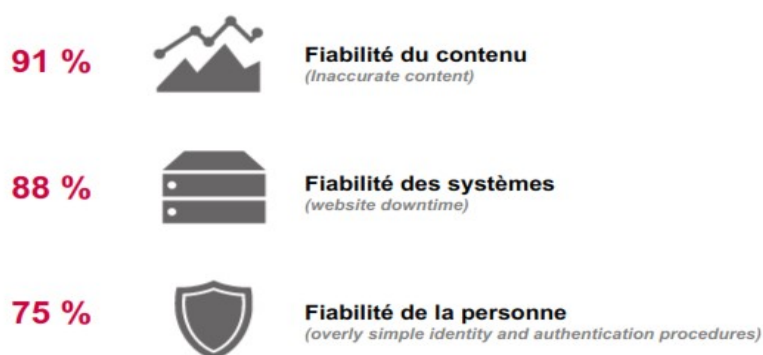 91 %
Fiabilité du contenu
(Inaccurate content)
88 %
Fiabilité des systèmes
(website downtime)
75 %
Fiabilité de la personne
(overly simple identity and authentication procedures)